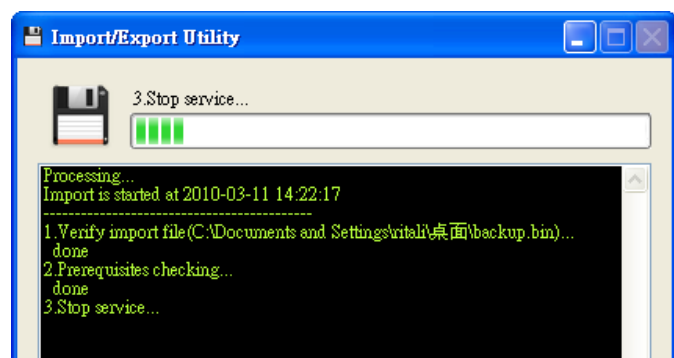 Import/Export Utility
3.Stop service...
Processing...
Import is started at 2010-03-11 14:22:17
-------------------------------------------
1.Verify import file(C:\Documents and Settings\ritali\桌面\backup.bin)...
done
2.Prerequisites checking...
done
3.Stop service...